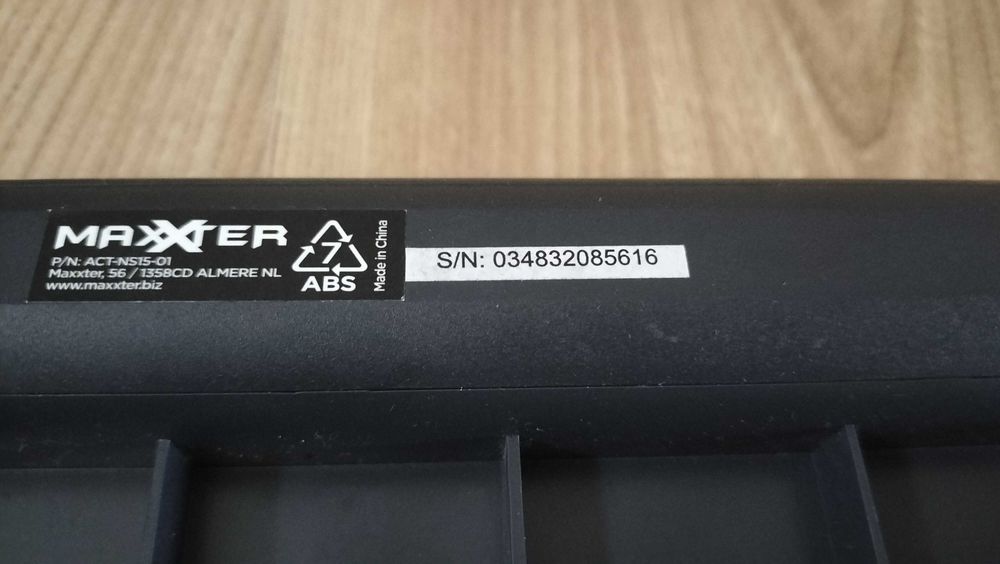 MAXXTER
P/N: ACT-NS15-01
Maxxter, 56 / 1358CD ALMERE NL
www.maxxter.biz
7
ABS
Made in China
S/N: 034832085616